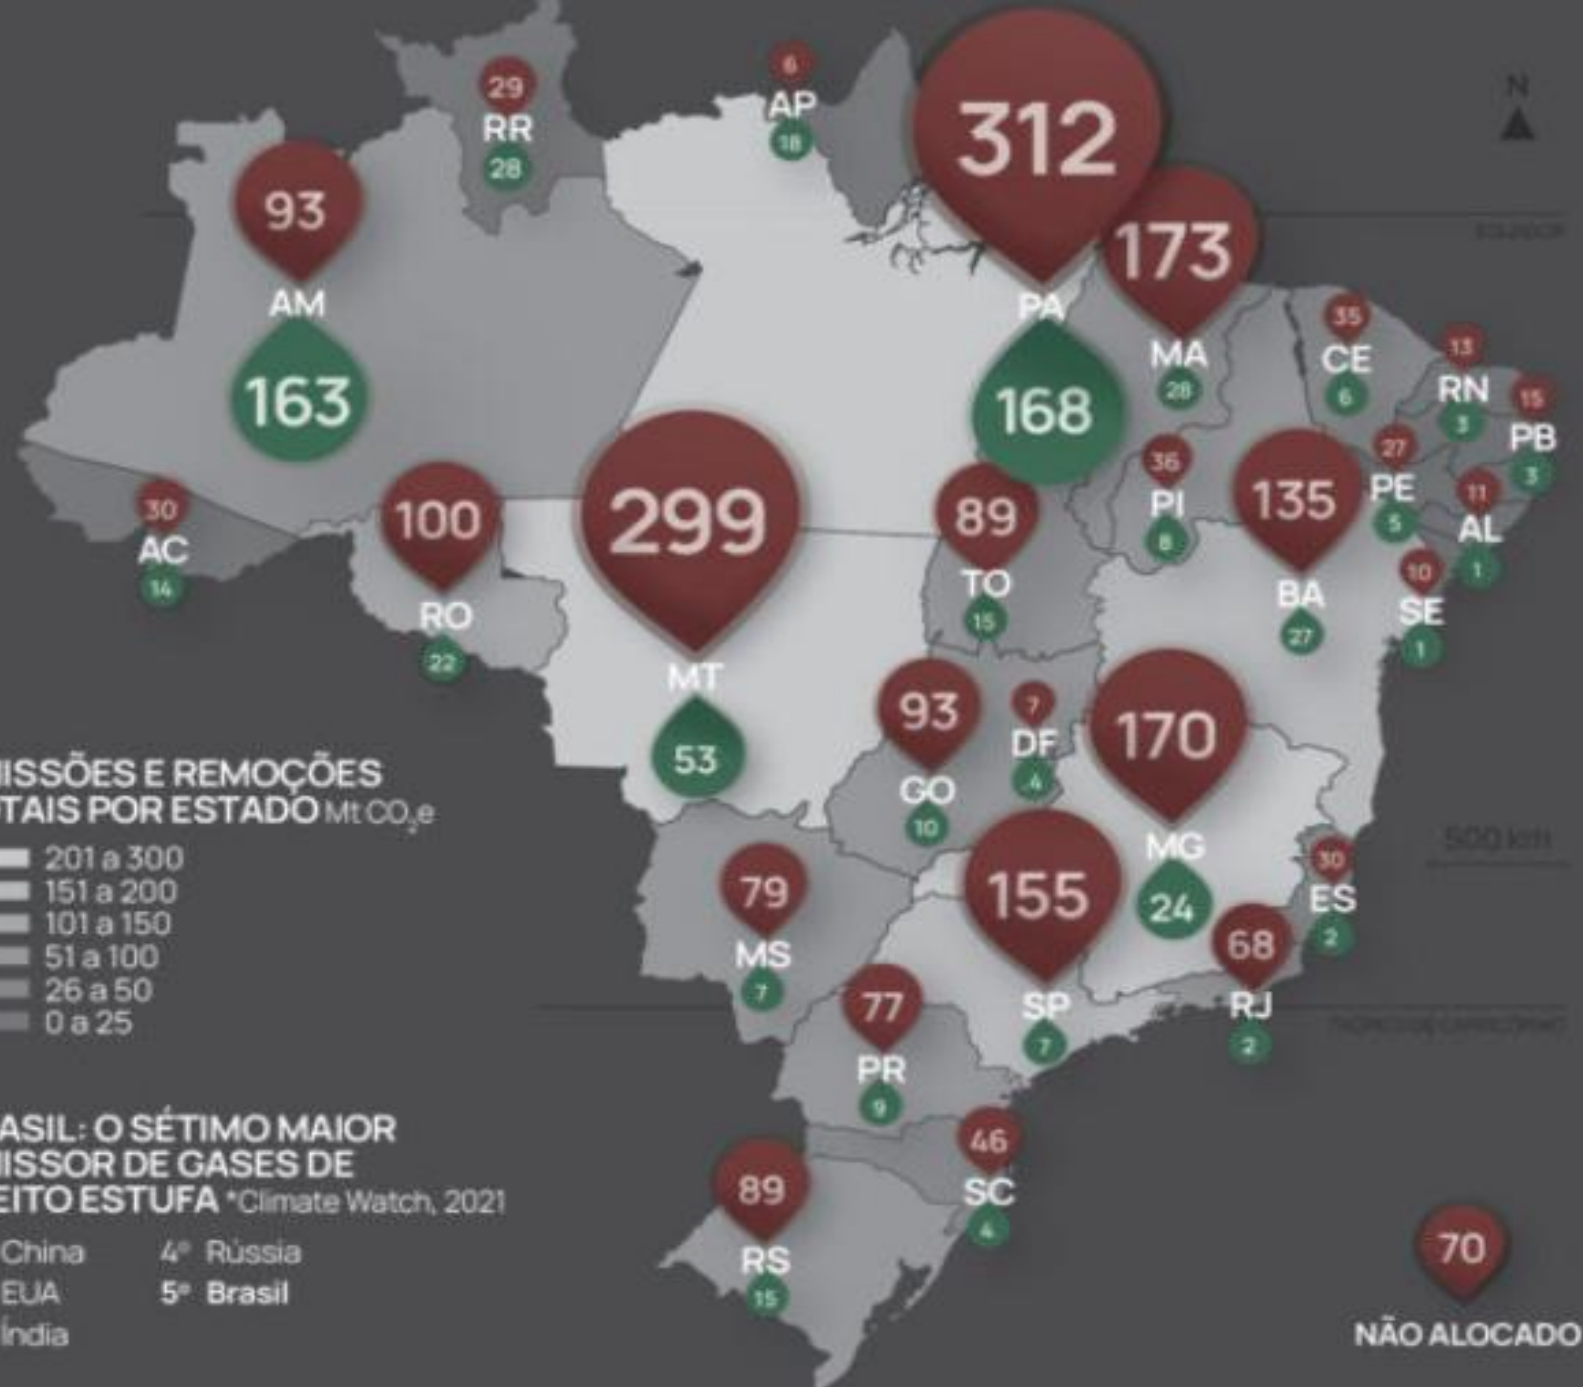 312
6
AP
18
29
RR
28
N
93
AM
163
173
PA
168
MA
28
35
CE
6
13
RN
3
15
PB
3
EQUADOR
30
AC
14
100
RO
22
299
MT
53
89
TO
15
36
PI
8
135
BA
27
27
PE
5
11
AL
1
10
SE
1
93
GO
10
7
DF
4
170
MG
24
155
SP
7
79
MS
7
77
PR
9
68
RJ
2
30
ES
2
500 km
46
SC
4
89
RS
15
ISSÕES E REMOÇÕES
TAIS POR ESTADO Mt CO₂e
201 a 300
151 a 200
101 a 150
51 a 100
26 a 50
0 a 25
ASIL: O SÉTIMO MAIOR
ISSOR DE GASES DE
EITO ESTUFA *Climate Watch, 2021
China 4º Rússia
EUA 5º Brasil
Índia
70
NÃO ALOCADO